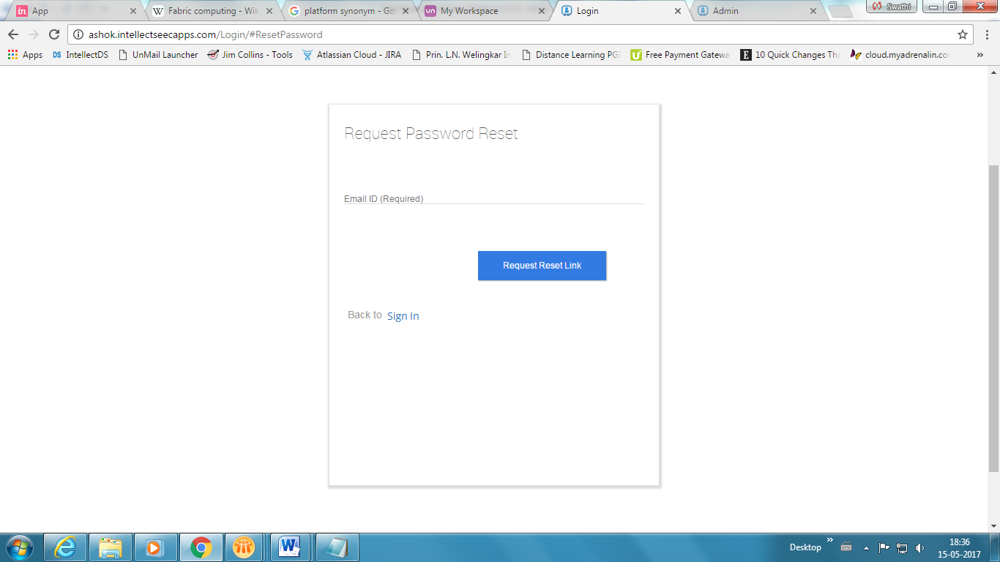 App
Fabric computing - Wik
platform synonym - Go
My Workspace
Login
Admin
Swathi
ashok.intellectseecapps.com/Login/#ResetPassword
Apps
DS IntellectDS
UnMail Launcher
Jim Collins - Tools
Atlassian Cloud - JIRA
Prin. L.N. Welingkar In
Distance Learning PG
Free Payment Gatewa
10 Quick Changes Tha
cloud.myadrenalin.co
»
Request Password Reset
Email ID (Required)
Request Reset Link
Back to Sign In
Desktop
18:36
15-05-2017